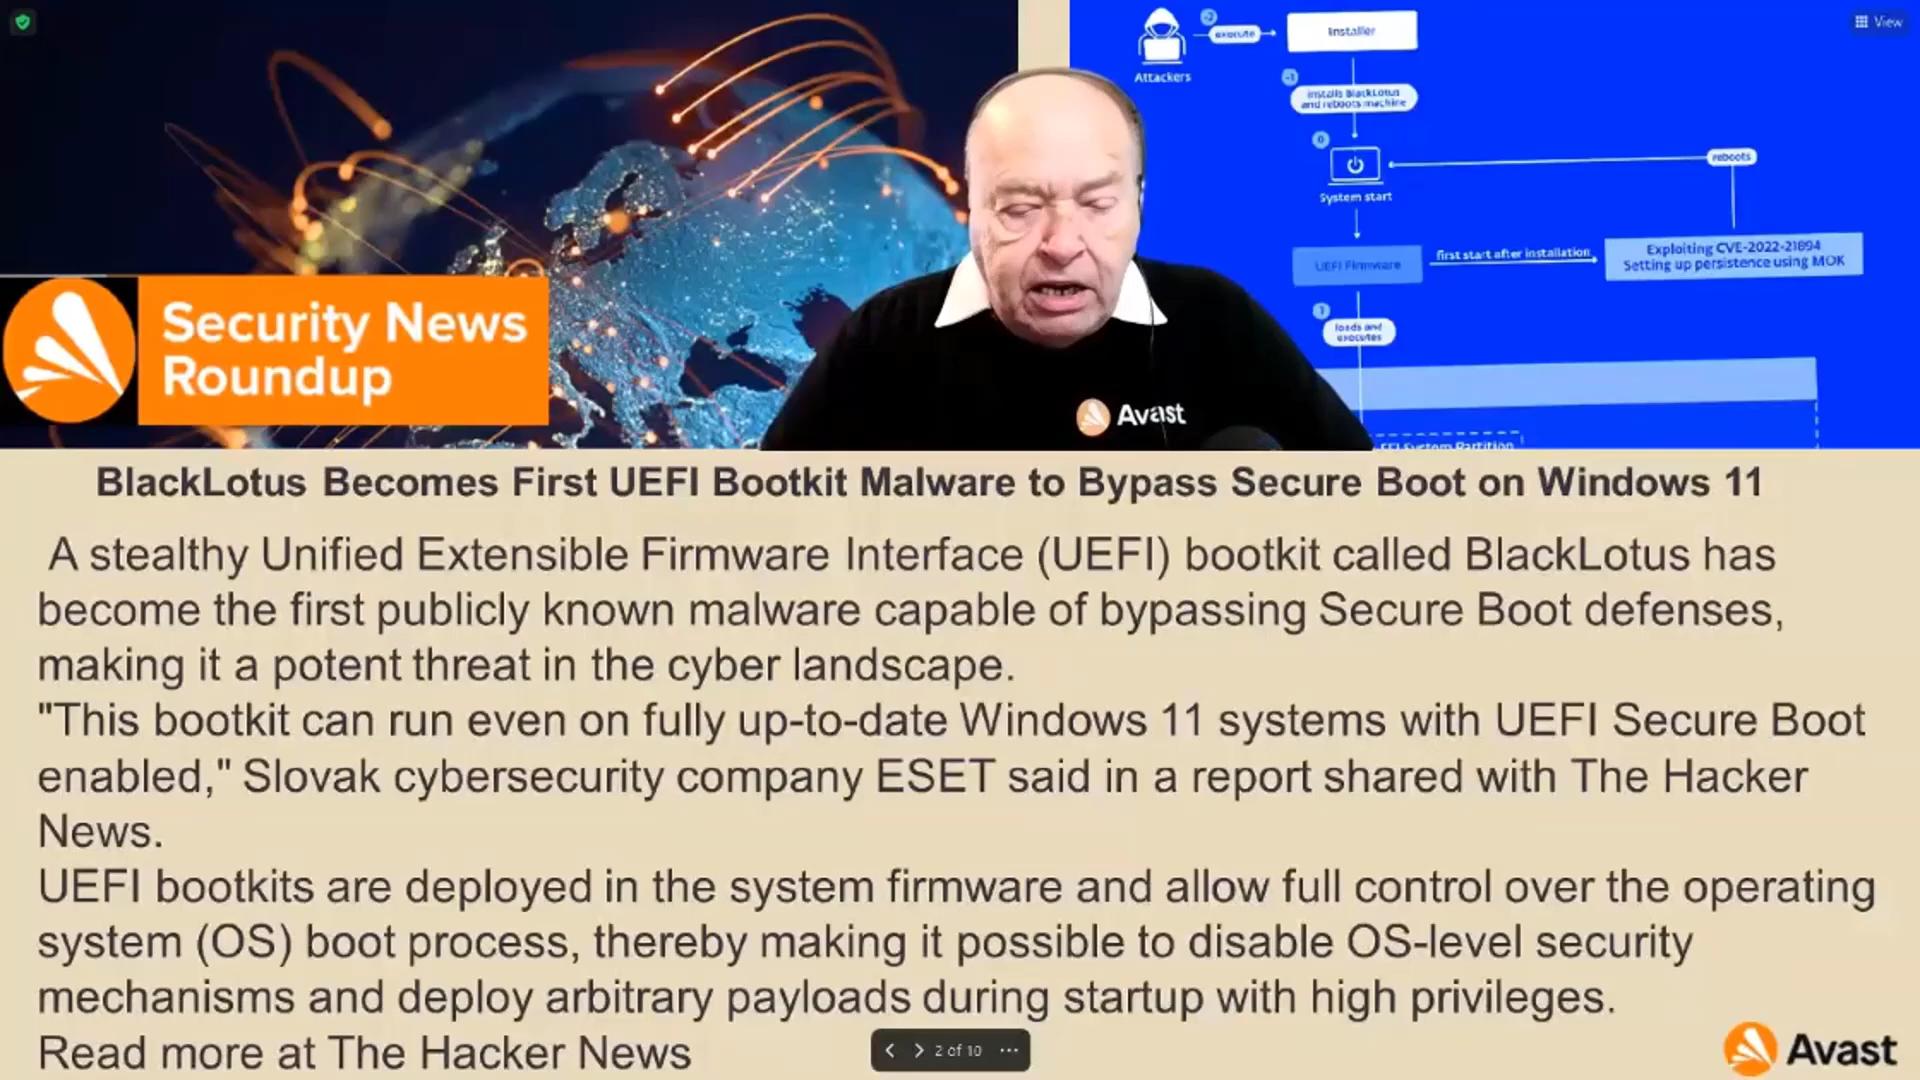 View
Attackers
-2
execute
Installer
-1
installs BlackLotus
and reboots machine
0
System start
reboots
UEFI Firmware
first start after installation
Exploiting CVE-2022-21894
Setting up persistence using MOK
1
loads and
executes
EFI System Partition
Security News
Roundup
Avast
BlackLotus Becomes First UEFI Bootkit Malware to Bypass Secure Boot on Windows 11
A stealthy Unified Extensible Firmware Interface (UEFI) bootkit called BlackLotus has
become the first publicly known malware capable of bypassing Secure Boot defenses,
making it a potent threat in the cyber landscape.
"This bootkit can run even on fully up-to-date Windows 11 systems with UEFI Secure Boot
enabled," Slovak cybersecurity company ESET said in a report shared with The Hacker
News.
UEFI bootkits are deployed in the system firmware and allow full control over the operating
system (OS) boot process, thereby making it possible to disable OS-level security
mechanisms and deploy arbitrary payloads during startup with high privileges.
Read more at The Hacker News
2 of 10
Avast